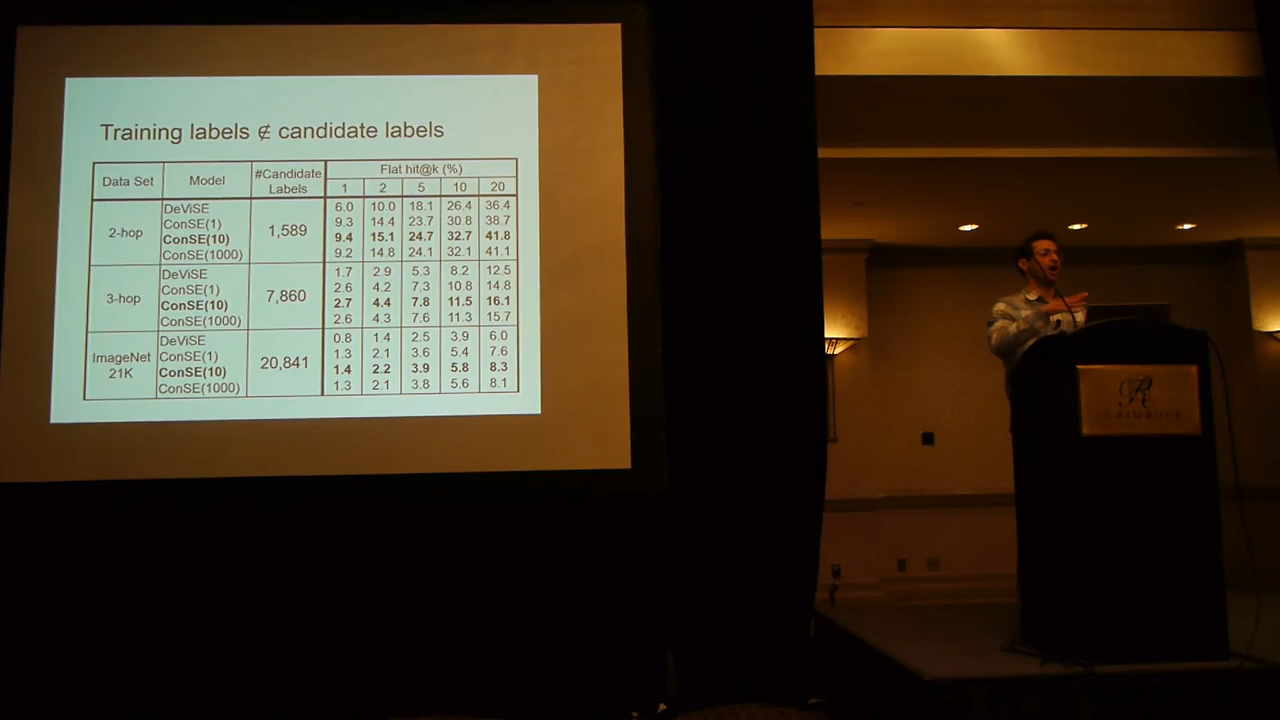 Training labels ∉ candidate labels
Data Set Model #Candidate Labels Flat hit@k (%)
1 2 5 10 20
DeViSE 6.0 10.0 18.1 26.4 36.4
ConSE(1) 9.3 14.4 23.7 30.8 38.7
2-hop 1,589
ConSE(10) 9.4 15.1 24.7 32.7 41.8
ConSE(1000) 9.2 14.8 24.1 32.1 41.1
DeViSE 1.7 2.9 5.3 8.2 12.5
ConSE(1) 2.6 4.2 7.3 10.8 14.8
3-hop 7,860
ConSE(10) 2.7 4.4 7.8 11.5 16.1
ConSE(1000) 2.6 4.3 7.6 11.3 15.7
DeViSE 0.8 1.4 2.5 3.9 6.0
ImageNet ConSE(1) 20,841 1.3 2.1 3.6 5.4 7.6
21K ConSE(10) 1.4 2.2 3.9 5.8 8.3
ConSE(1000) 1.3 2.1 3.8 5.6 8.1
R